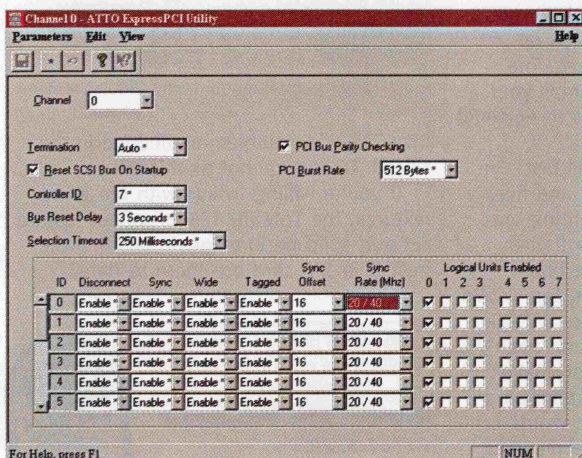 Channel 0 - ATTO ExpressPCI Utility
Parameters Edit View Help
Channel 0
Termination Auto * PCI Bus Parity Checking
Reset SCSI Bus On Startup PCI Burst Rate 512 Bytes *
Controller ID 7 *
Bus Reset Delay 3 Seconds *
Selection Timeout 250 Milliseconds *
Sync Sync Logical Units Enabled
ID Disconnect Sync Wide Tagged Offset Rate (Mhz) 0 1 2 3 4 5 6 7
0 Enable * Enable * Enable * Enable * 16 20 / 40
1 Enable * Enable * Enable * Enable * 16 20 / 40
2 Enable * Enable * Enable * Enable * 16 20 / 40
3 Enable * Enable * Enable * Enable * 16 20 / 40
4 Enable * Enable * Enable * Enable * 16 20 / 40
5 Enable * Enable * Enable * Enable * 16 20 / 40
For Help, press F1 NUM